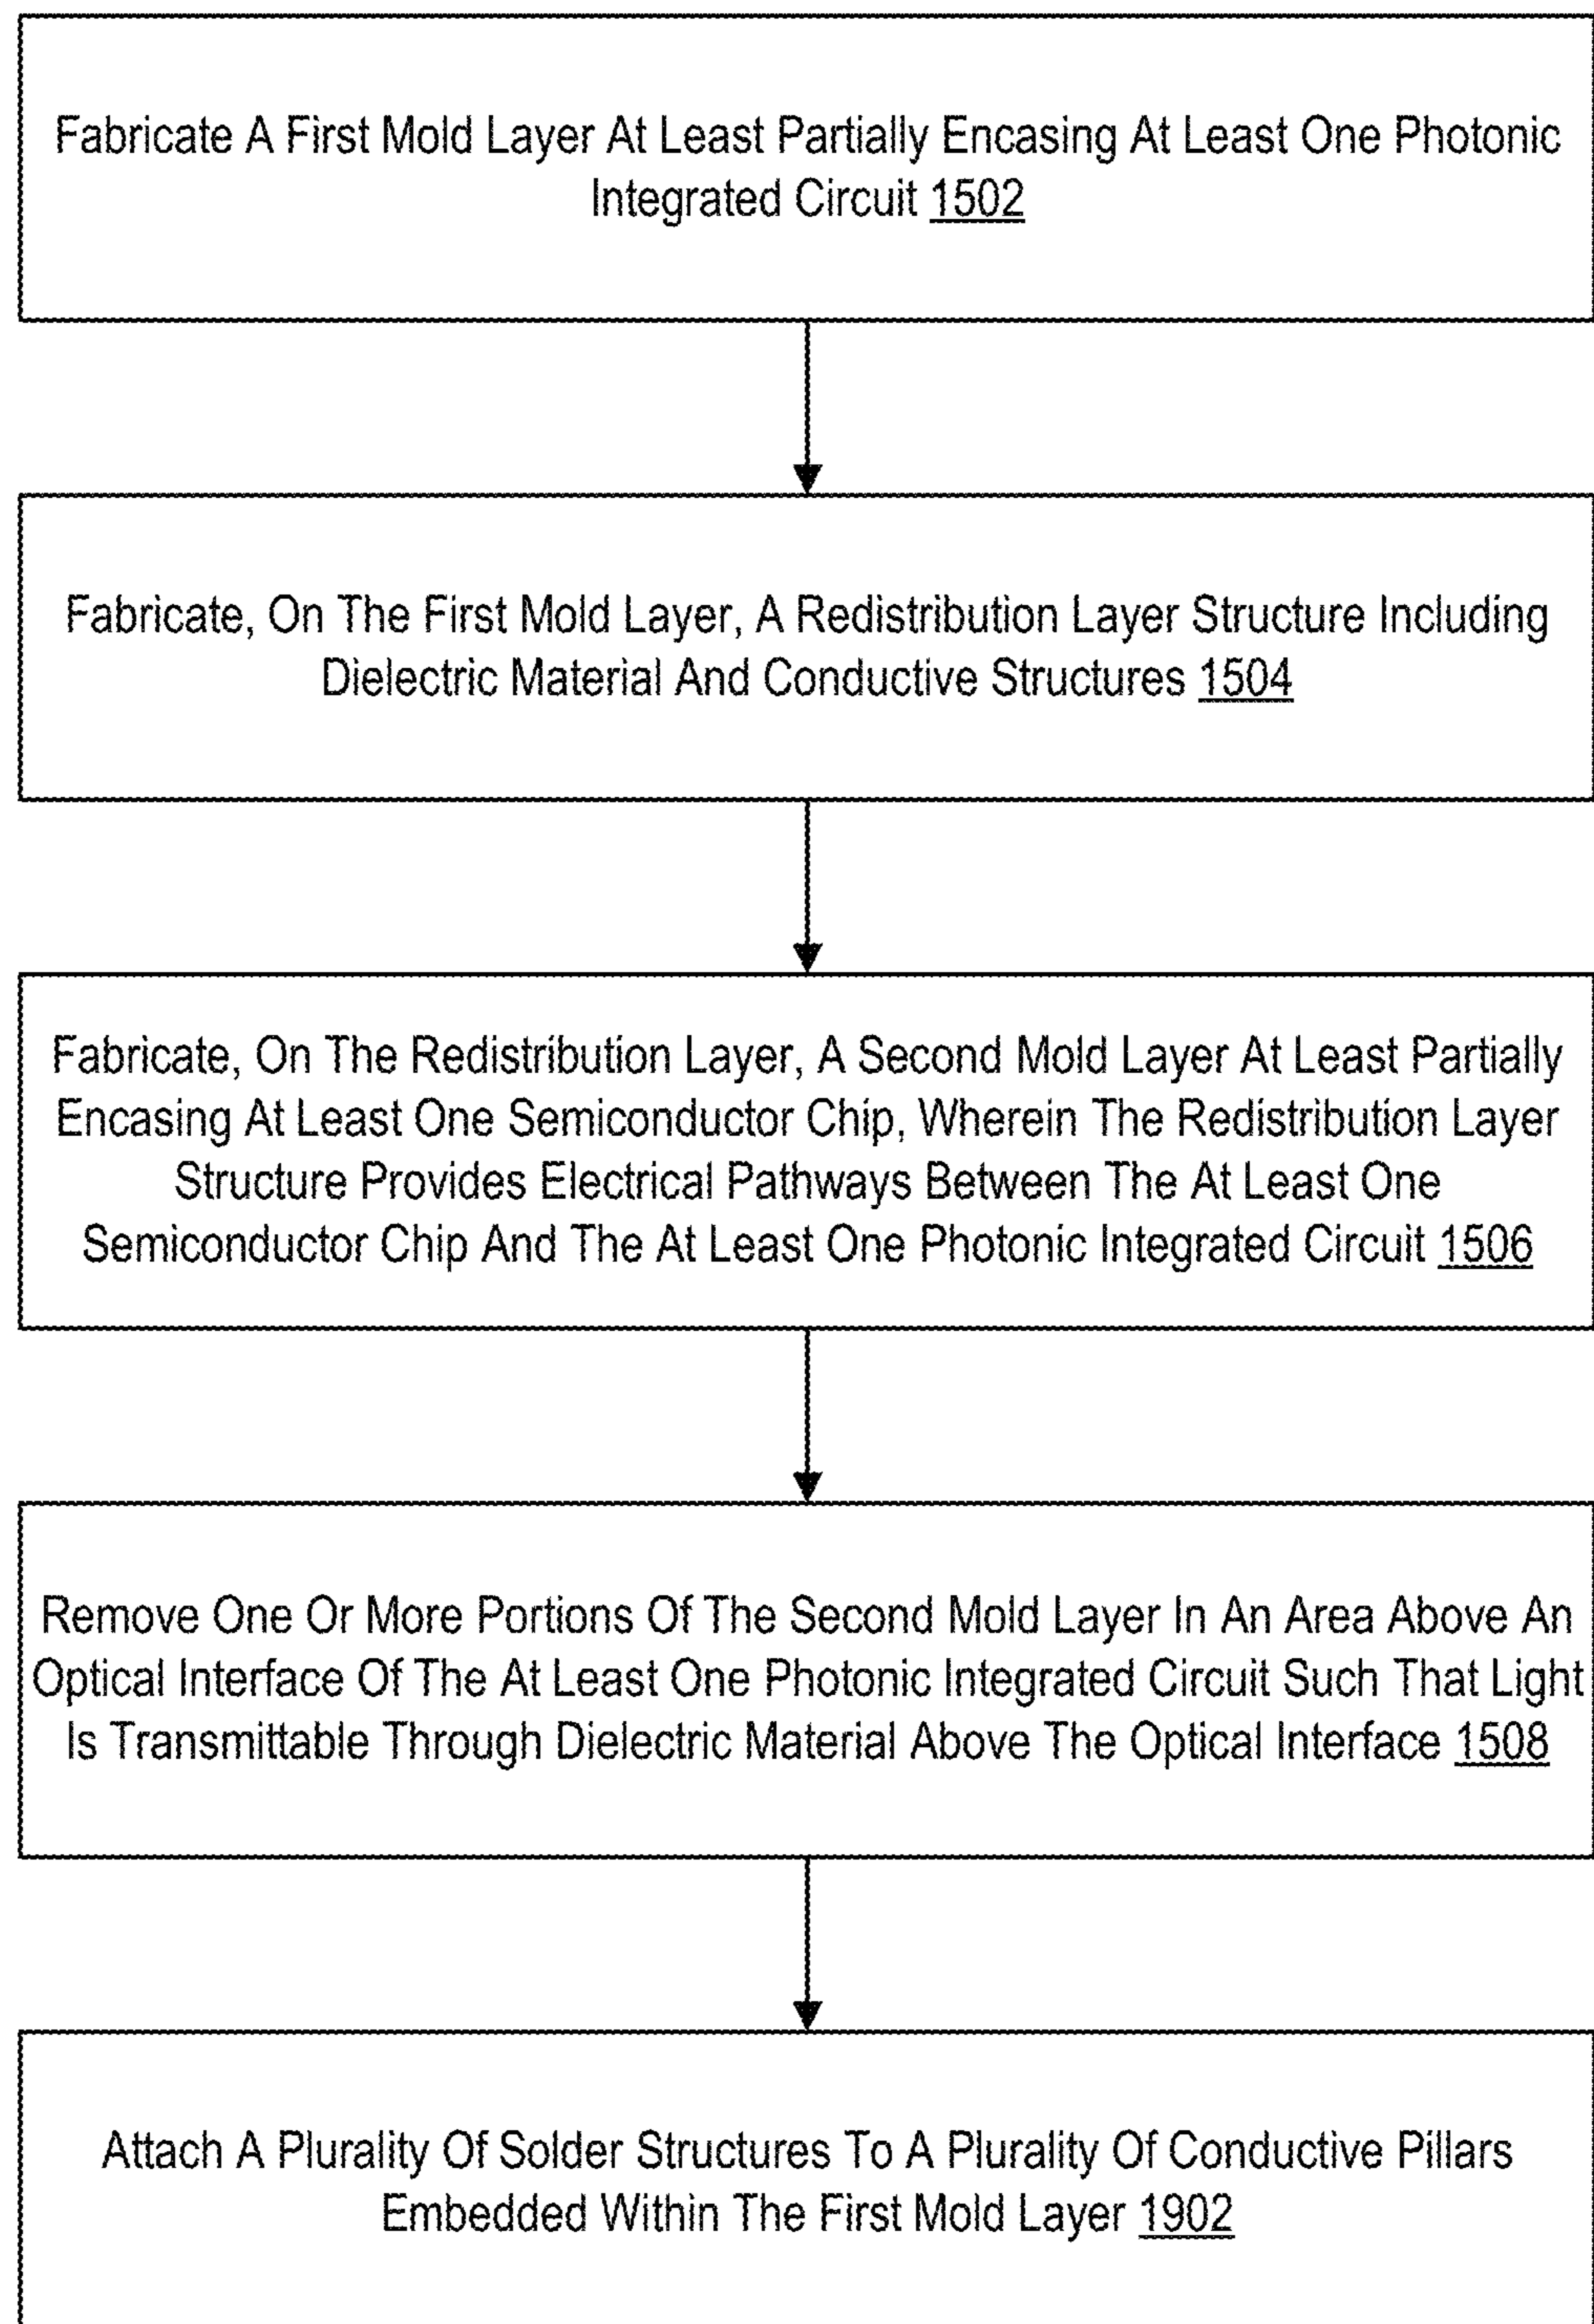 Fabricate A First Mold Layer At Least Partially Encasing At Least One Photonic
Integrated Circuit 1502
Fabricate, On The First Mold Layer, A Redistribution Layer Structure Including
Dielectric Material And Conductive Structures 1504
Fabricate, On The Redistribution Layer, A Second Mold Layer At Least Partially
Encasing At Least One Semiconductor Chip, Wherein The Redistribution Layer
Structure Provides Electrical Pathways Between The At Least One
Semiconductor Chip And The At Least One Photonic Integrated Circuit 1506
Remove One Or More Portions Of The Second Mold Layer In An Area Above An
Optical Interface Of The At Least One Photonic Integrated Circuit Such That Light
Is Transmittable Through Dielectric Material Above The Optical Interface 1508
Attach A Plurality Of Solder Structures To A Plurality Of Conductive Pillars
Embedded Within The First Mold Layer 1902